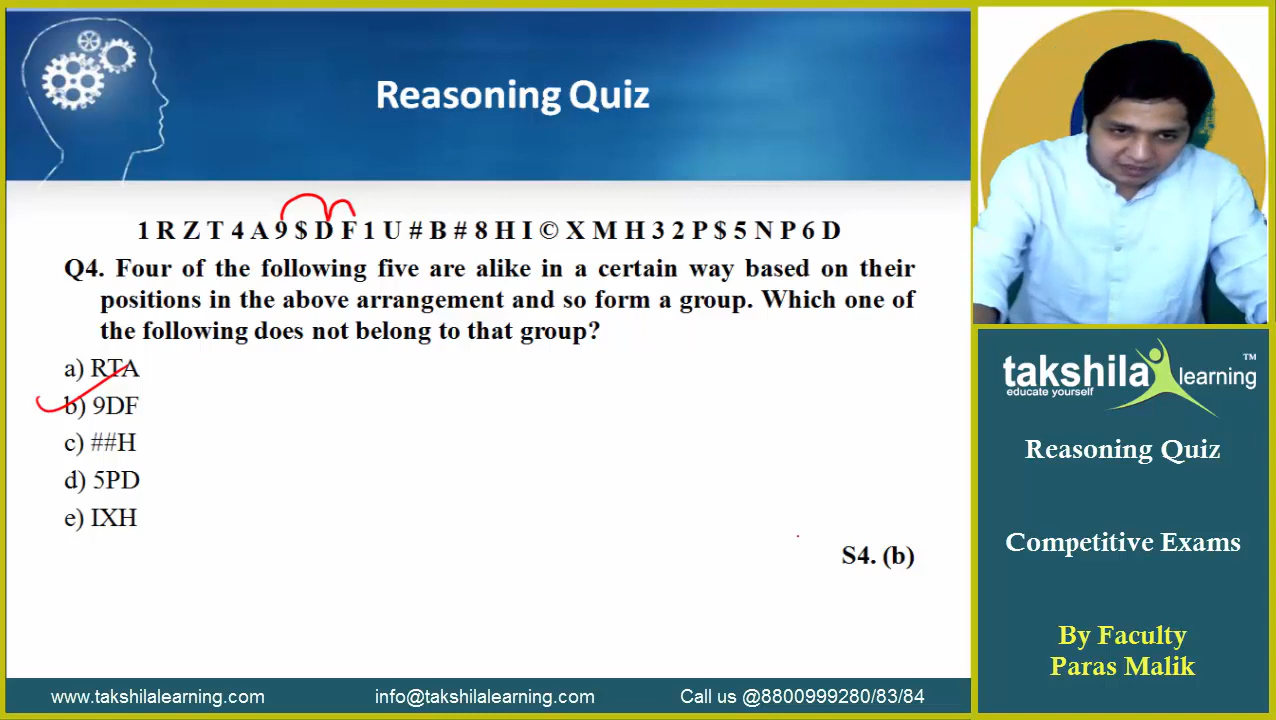 Reasoning Quiz
1 R Z T 4 A 9 $ D F 1 U # B # 8 H I © X M H 3 2 P $ 5 N P 6 D
Q4. Four of the following five are alike in a certain way based on their
positions in the above arrangement and so form a group. Which one of
the following does not belong to that group?
a) RTA
b) 9DF
c) ##H
d) 5PD
e) IXH
S4. (b)
takshila learning ™
educate yourself
Reasoning Quiz
Competitive Exams
By Faculty
Paras Malik
www.takshilalearning.com info@takshilalearning.com Call us @8800999280/83/84